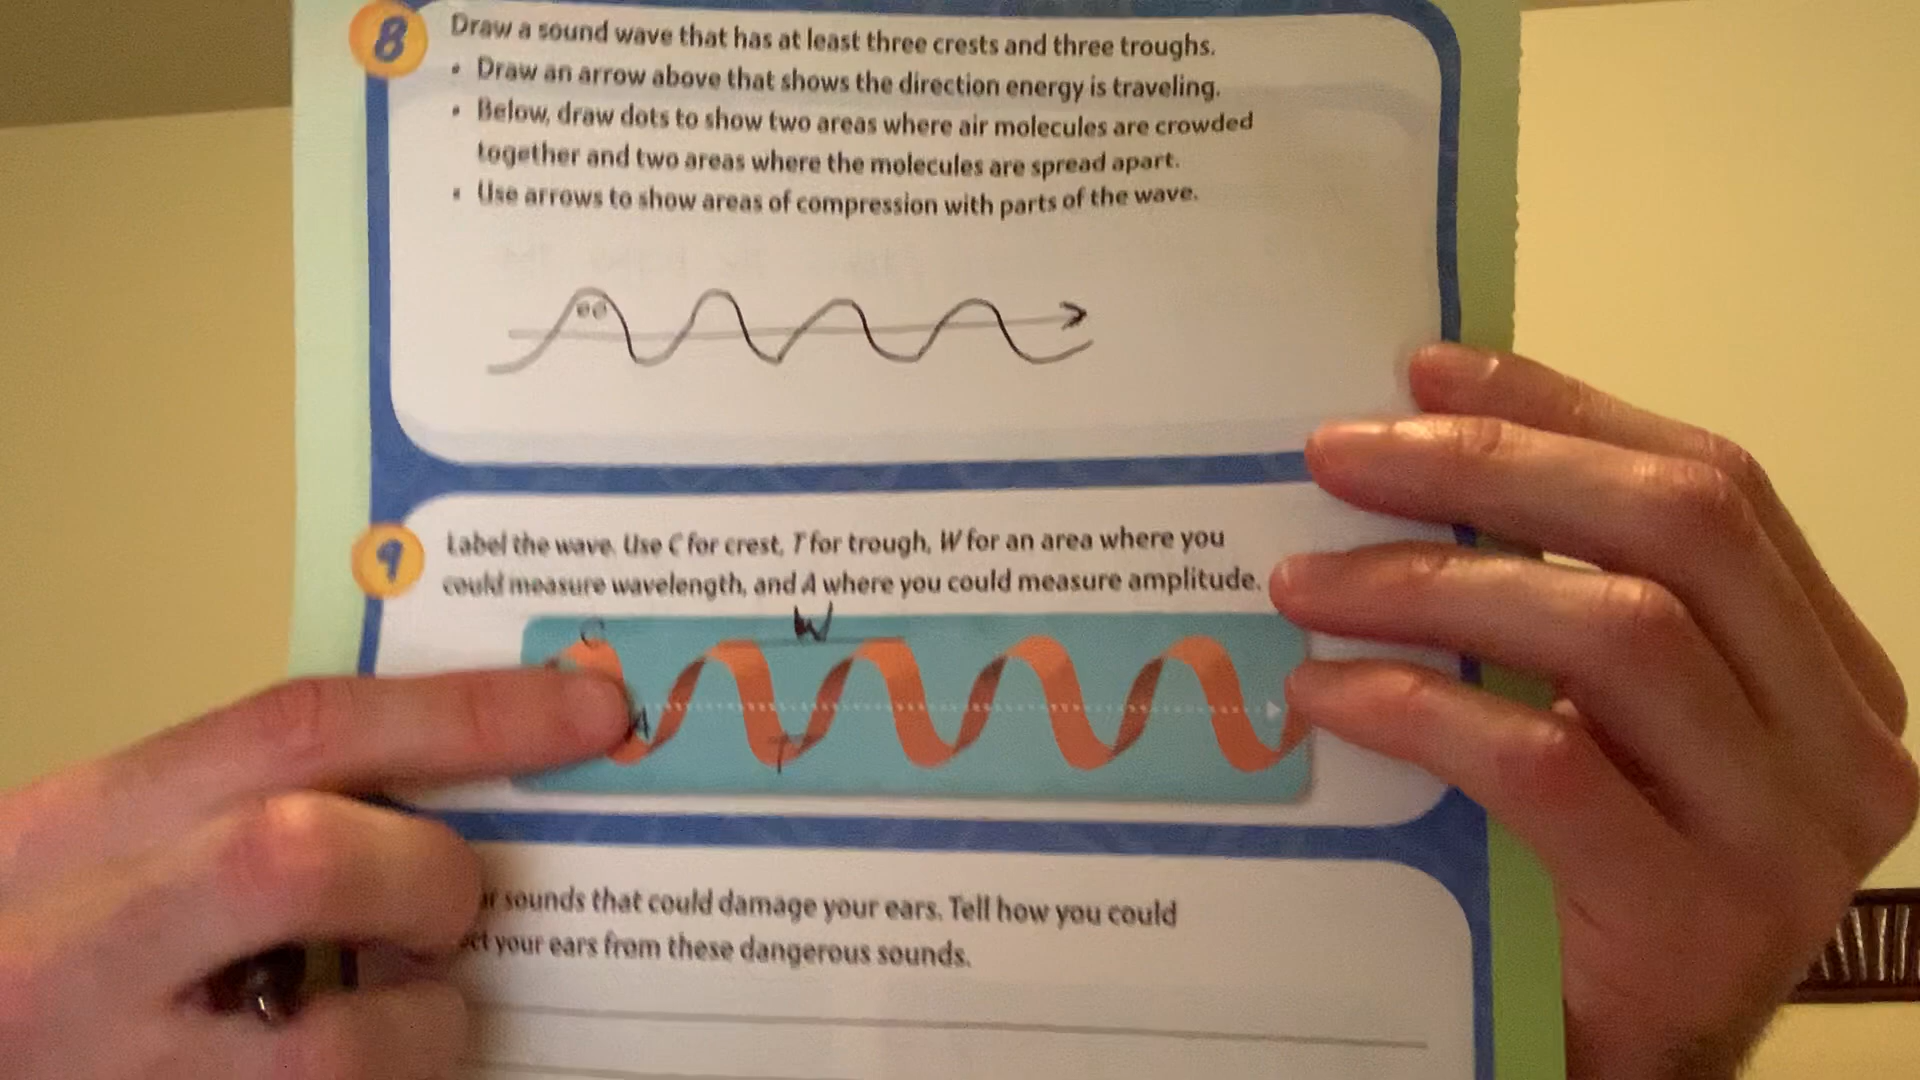 8
Draw a sound wave that has at least three crests and three troughs.
• Draw an arrow above that shows the direction energy is traveling.
• Below, draw dots to show two areas where air molecules are crowded
together and two areas where the molecules are spread apart.
• Use arrows to show areas of compression with parts of the wave.
9
Label the wave. Use C for crest, T for trough, W for an area where you
could measure wavelength, and A where you could measure amplitude.
C W
A
T
sounds that could damage your ears. Tell how you could
your ears from these dangerous sounds.